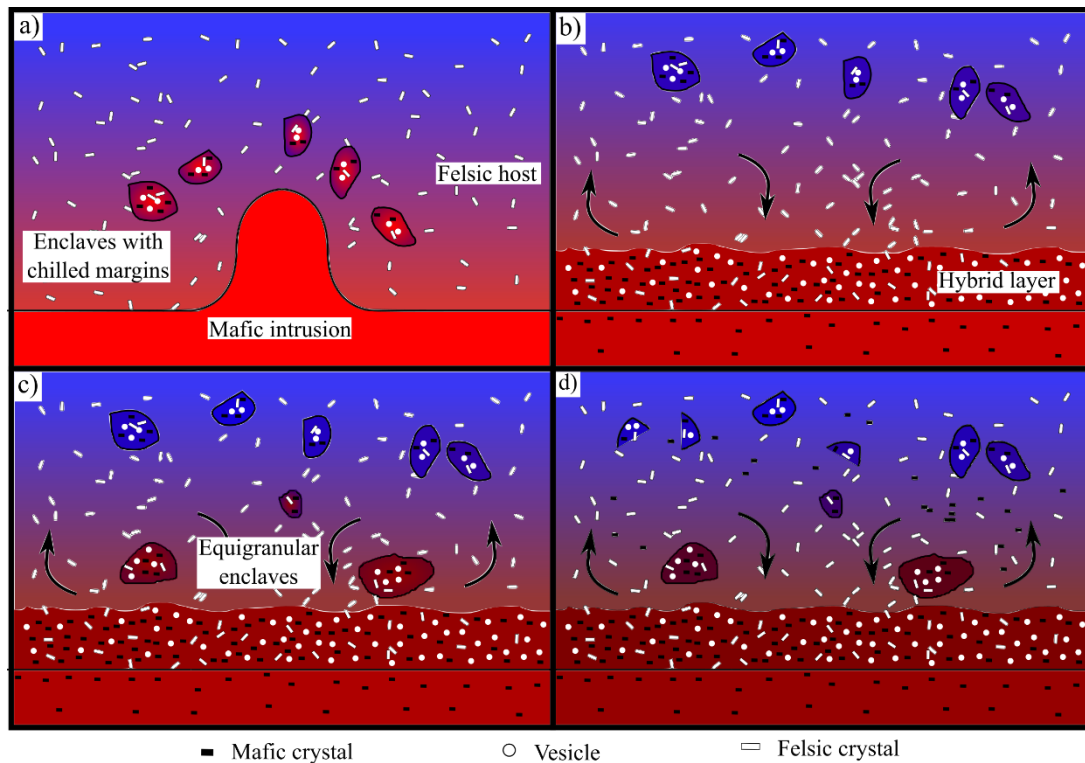 a)
Felsic host
Enclaves with
chilled margins
Mafic intrusion
b)
Hybrid layer
c)
Equigranular
enclaves
d)
Mafic crystal
Vesicle
Felsic crystal